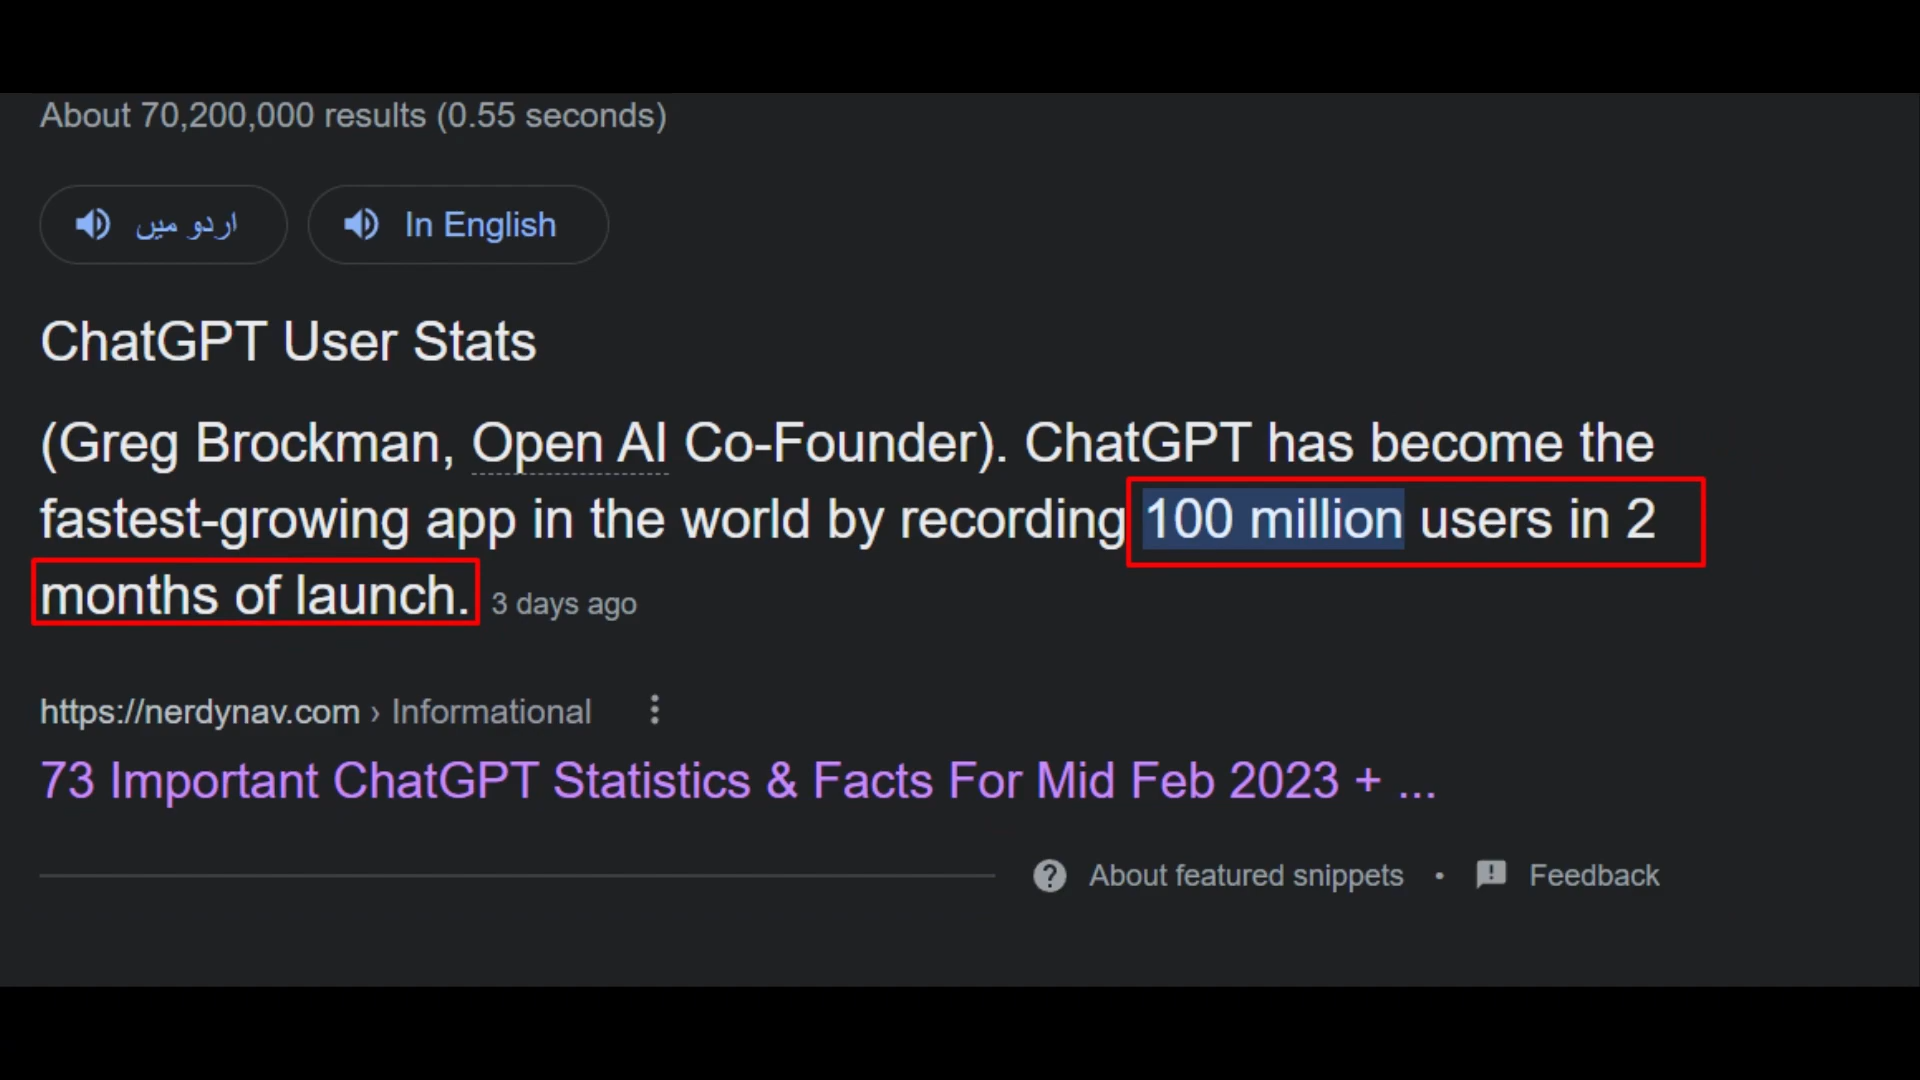 About 70,200,000 results (0.55 seconds)
اردو میں
In English
ChatGPT User Stats
(Greg Brockman, Open AI Co-Founder). ChatGPT has become the
fastest-growing app in the world by recording 100 million users in 2
months of launch. 3 days ago
https://nerdynav.com › Informational
73 Important ChatGPT Statistics & Facts For Mid Feb 2023 + ...
About featured snippets • Feedback